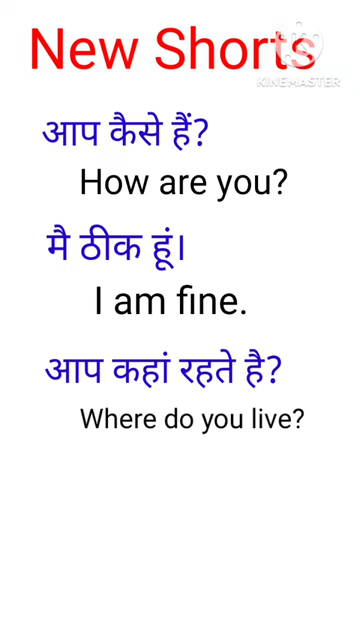 New Shorts
KINEMASTER
आप कैसे हैं?
How are you?
मै ठीक हूं।
I am fine.
आप कहां रहते है?
Where do you live?